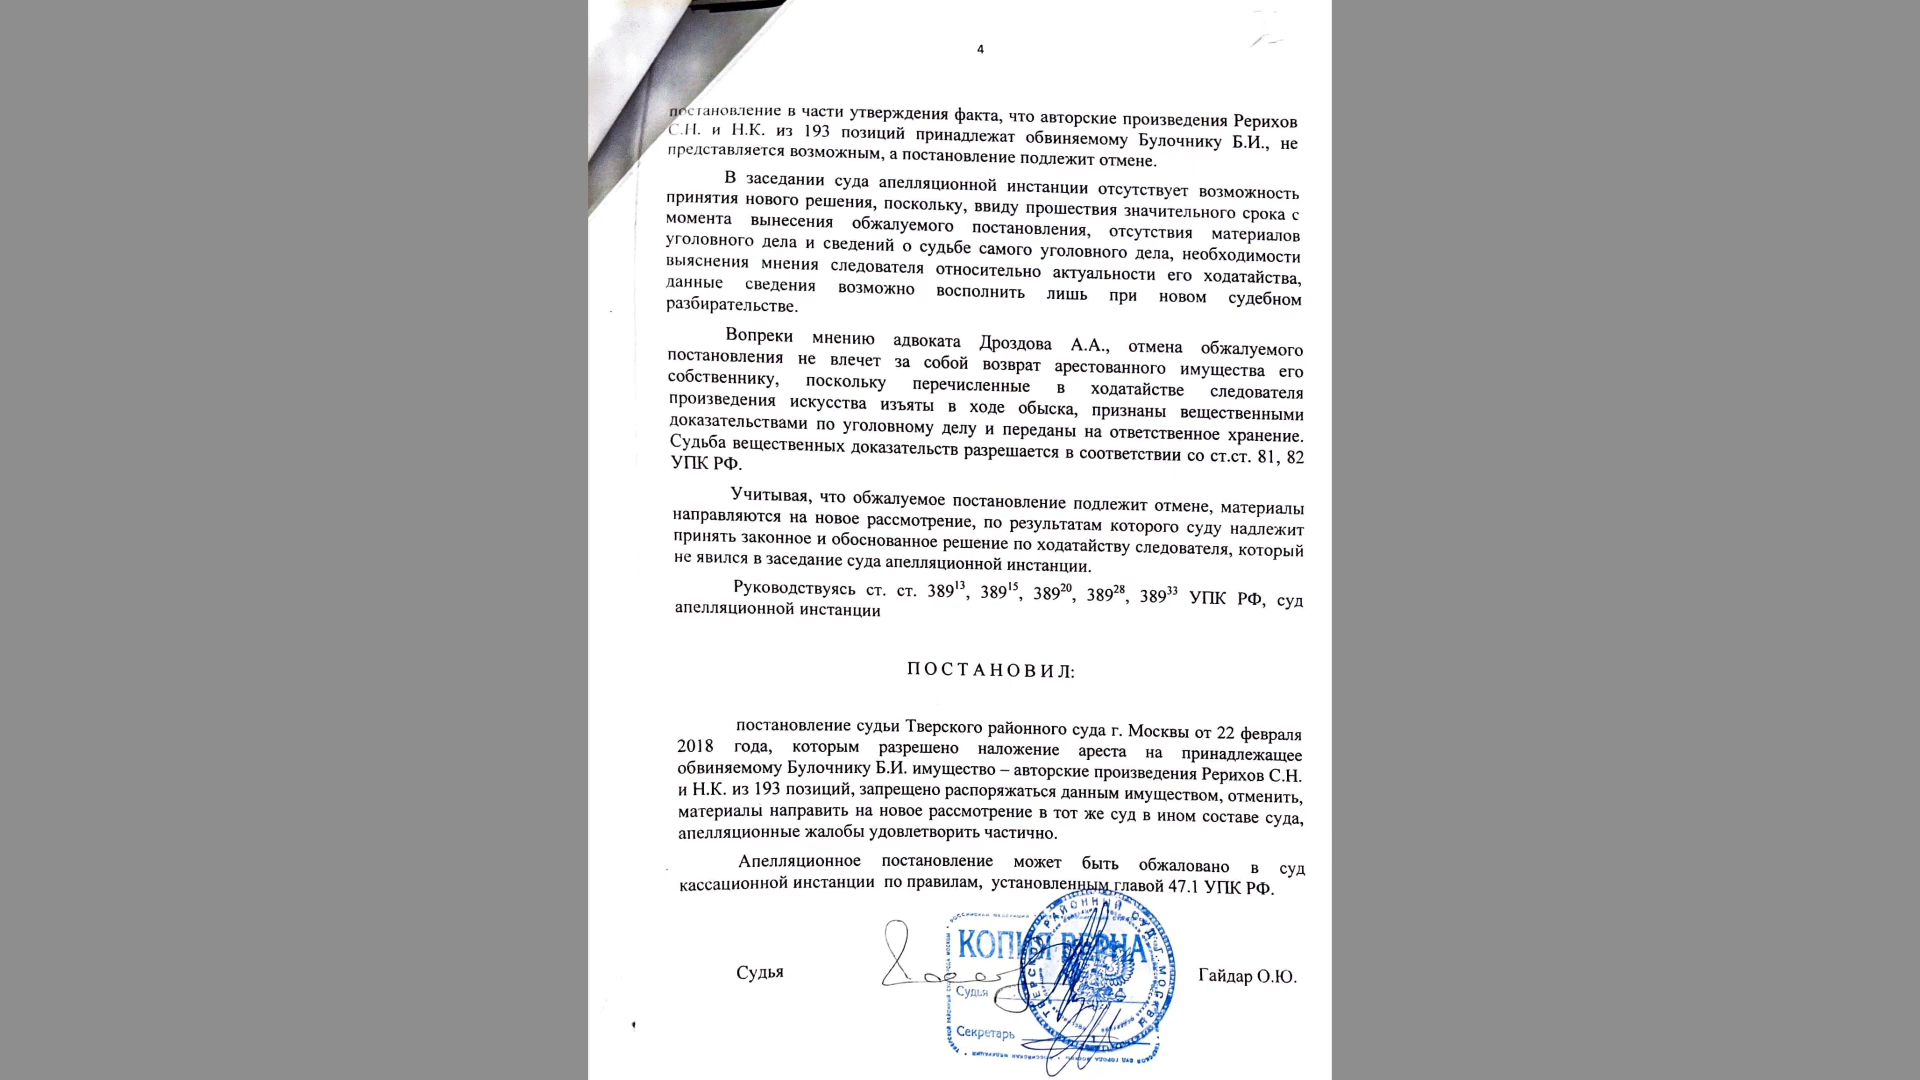 4
постановление в части утверждения факта, что авторские произведения Рерихов
С.Н. и Н.К. из 193 позиций принадлежат обвиняемому Булочнику Б.И., не
представляется возможным, а постановление подлежит отмене.
В заседании суда апелляционной инстанции отсутствует возможность
принятия нового решения, поскольку, ввиду прошествия значительного срока с
момента вынесения обжалуемого постановления, отсутствия материалов
уголовного дела и сведений о судьбе самого уголовного дела, необходимости
выяснения мнения следователя относительно актуальности его ходатайства,
данные сведения возможно восполнить лишь при новом судебном
разбирательстве.
Вопреки мнению адвоката Дроздова А.А., отмена обжалуемого
постановления не влечет за собой возврат арестованного имущества его
собственнику, поскольку перечисленные в ходатайстве следователя
произведения искусства изъяты в ходе обыска, признаны вещественными
доказательствами по уголовному делу и переданы на ответственное хранение.
Судьба вещественных доказательств разрешается в соответствии со ст.ст. 81, 82
УПК РФ.
Учитывая, что обжалуемое постановление подлежит отмене, материалы
направляются на новое рассмотрение, по результатам которого суду надлежит
принять законное и обоснованное решение по ходатайству следователя, который
не явился в заседание суда апелляционной инстанции.
Руководствуясь ст. ст. 389¹³, 389¹⁵, 389²⁰, 389²⁸, 389³³ УПК РФ, суд
апелляционной инстанции
П О С Т А Н О В И Л:
постановление судьи Тверского районного суда г. Москвы от 22 февраля
2018 года, которым разрешено наложение ареста на принадлежащее
обвиняемому Булочнику Б.И. имущество – авторские произведения Рерихов С.Н.
и Н.К. из 193 позиций, запрещено распоряжаться данным имуществом, отменить,
материалы направить на новое рассмотрение в тот же суд в ином составе суда,
апелляционные жалобы удовлетворить частично.
Апелляционное постановление может быть обжаловано в суд
кассационной инстанции по правилам, установленным главой 47.1 УПК РФ.
КОПИЯ ВЕРНА
Судья Гайдар О.Ю.
Судья
Секретарь
ТВЕРСКОЙ РАЙОННЫЙ СУД Г. МОСКВЫ